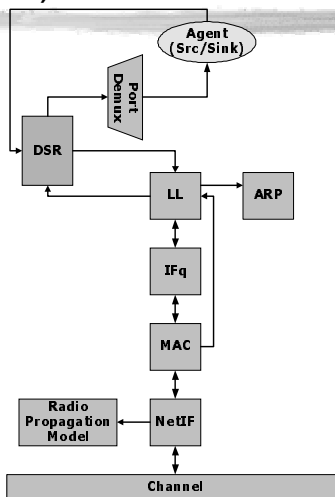 Agent
(Src/Sink)
Port
Demux
DSR
LL
ARP
IFq
MAC
Radio
Propagation
Model
NetIF
Channel